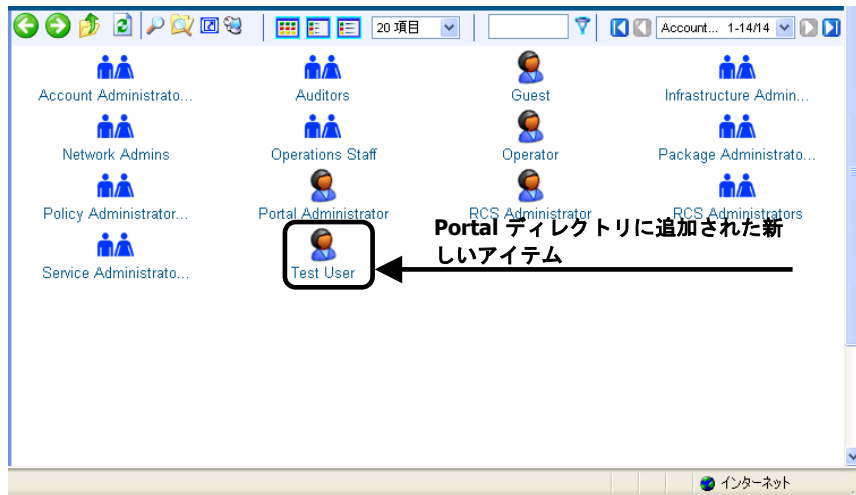 20 項目
Account... 1-14/14
Account Administrato...
Auditors
Guest
Infrastructure Admin...
Network Admins
Operations Staff
Operator
Package Administrato...
Policy Administrator...
Portal Administrator
RCS Administrator
RCS Administrators
Portal ディレクトリに追加された新
しいアイテム
Service Administrato...
Test User
インターネット